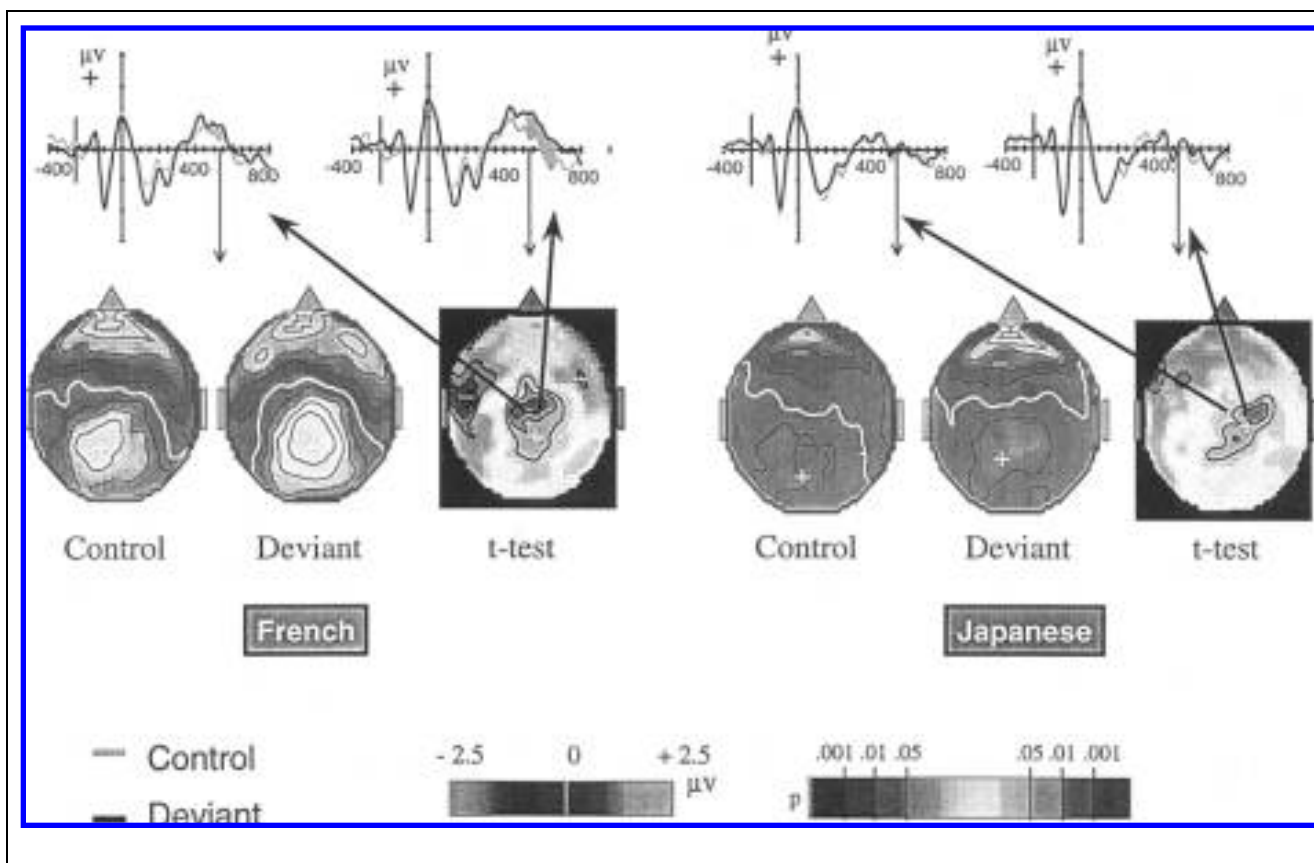 μv μv μv μv
+ + + +
-400 400 800 400 800 -400 400 800 -400 400 800
Control Deviant t-test Control Deviant t-test
French Japanese
Control - 2.5 0 + 2.5 .001 .01 .05 .05 .01 .001
μv p
Deviant